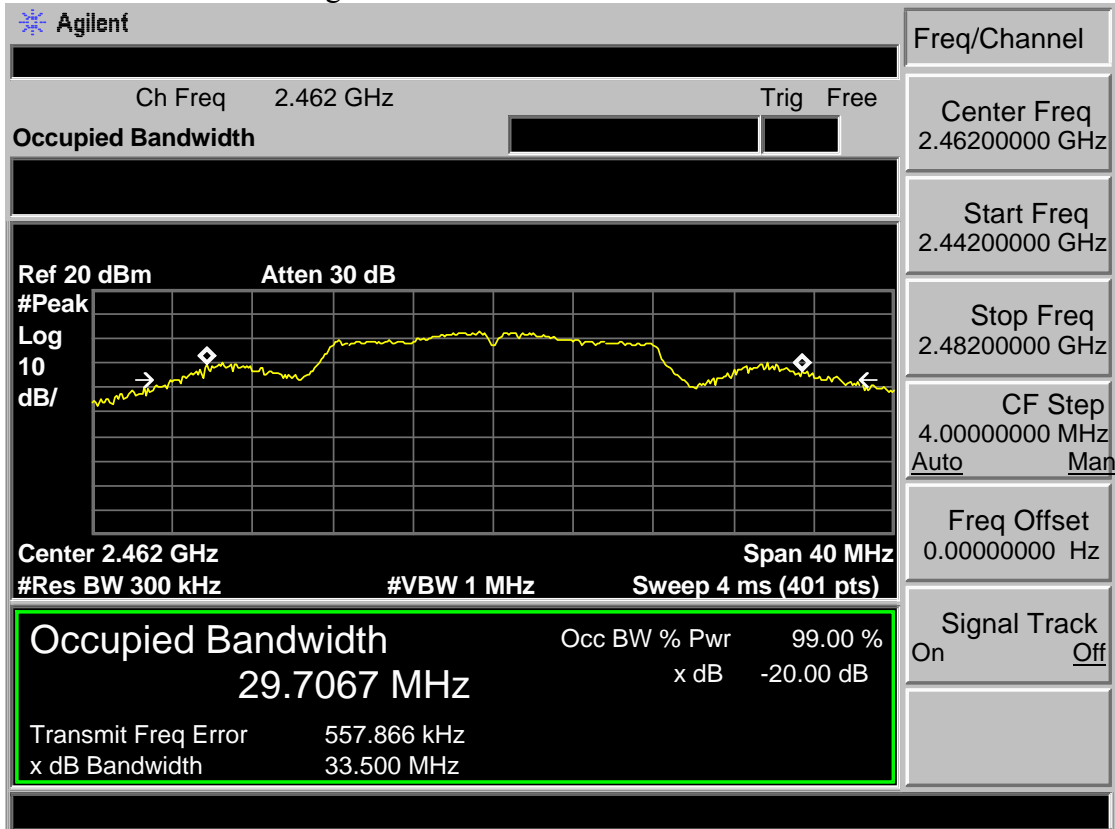 Agilent
Freq/Channel
Ch Freq 2.462 GHz Trig Free
Occupied Bandwidth
Center Freq
2.46200000 GHz
Start Freq
2.44200000 GHz
Stop Freq
2.48200000 GHz
CF Step
4.00000000 MHz
Auto Man
Freq Offset
0.00000000 Hz
Signal Track
On Off
Ref 20 dBm Atten 30 dB
#Peak
Log
10
dB/
Center 2.462 GHz Span 40 MHz
#Res BW 300 kHz #VBW 1 MHz Sweep 4 ms (401 pts)
Occupied Bandwidth Occ BW % Pwr 99.00 %
29.7067 MHz x dB -20.00 dB
Transmit Freq Error 557.866 kHz
x dB Bandwidth 33.500 MHz